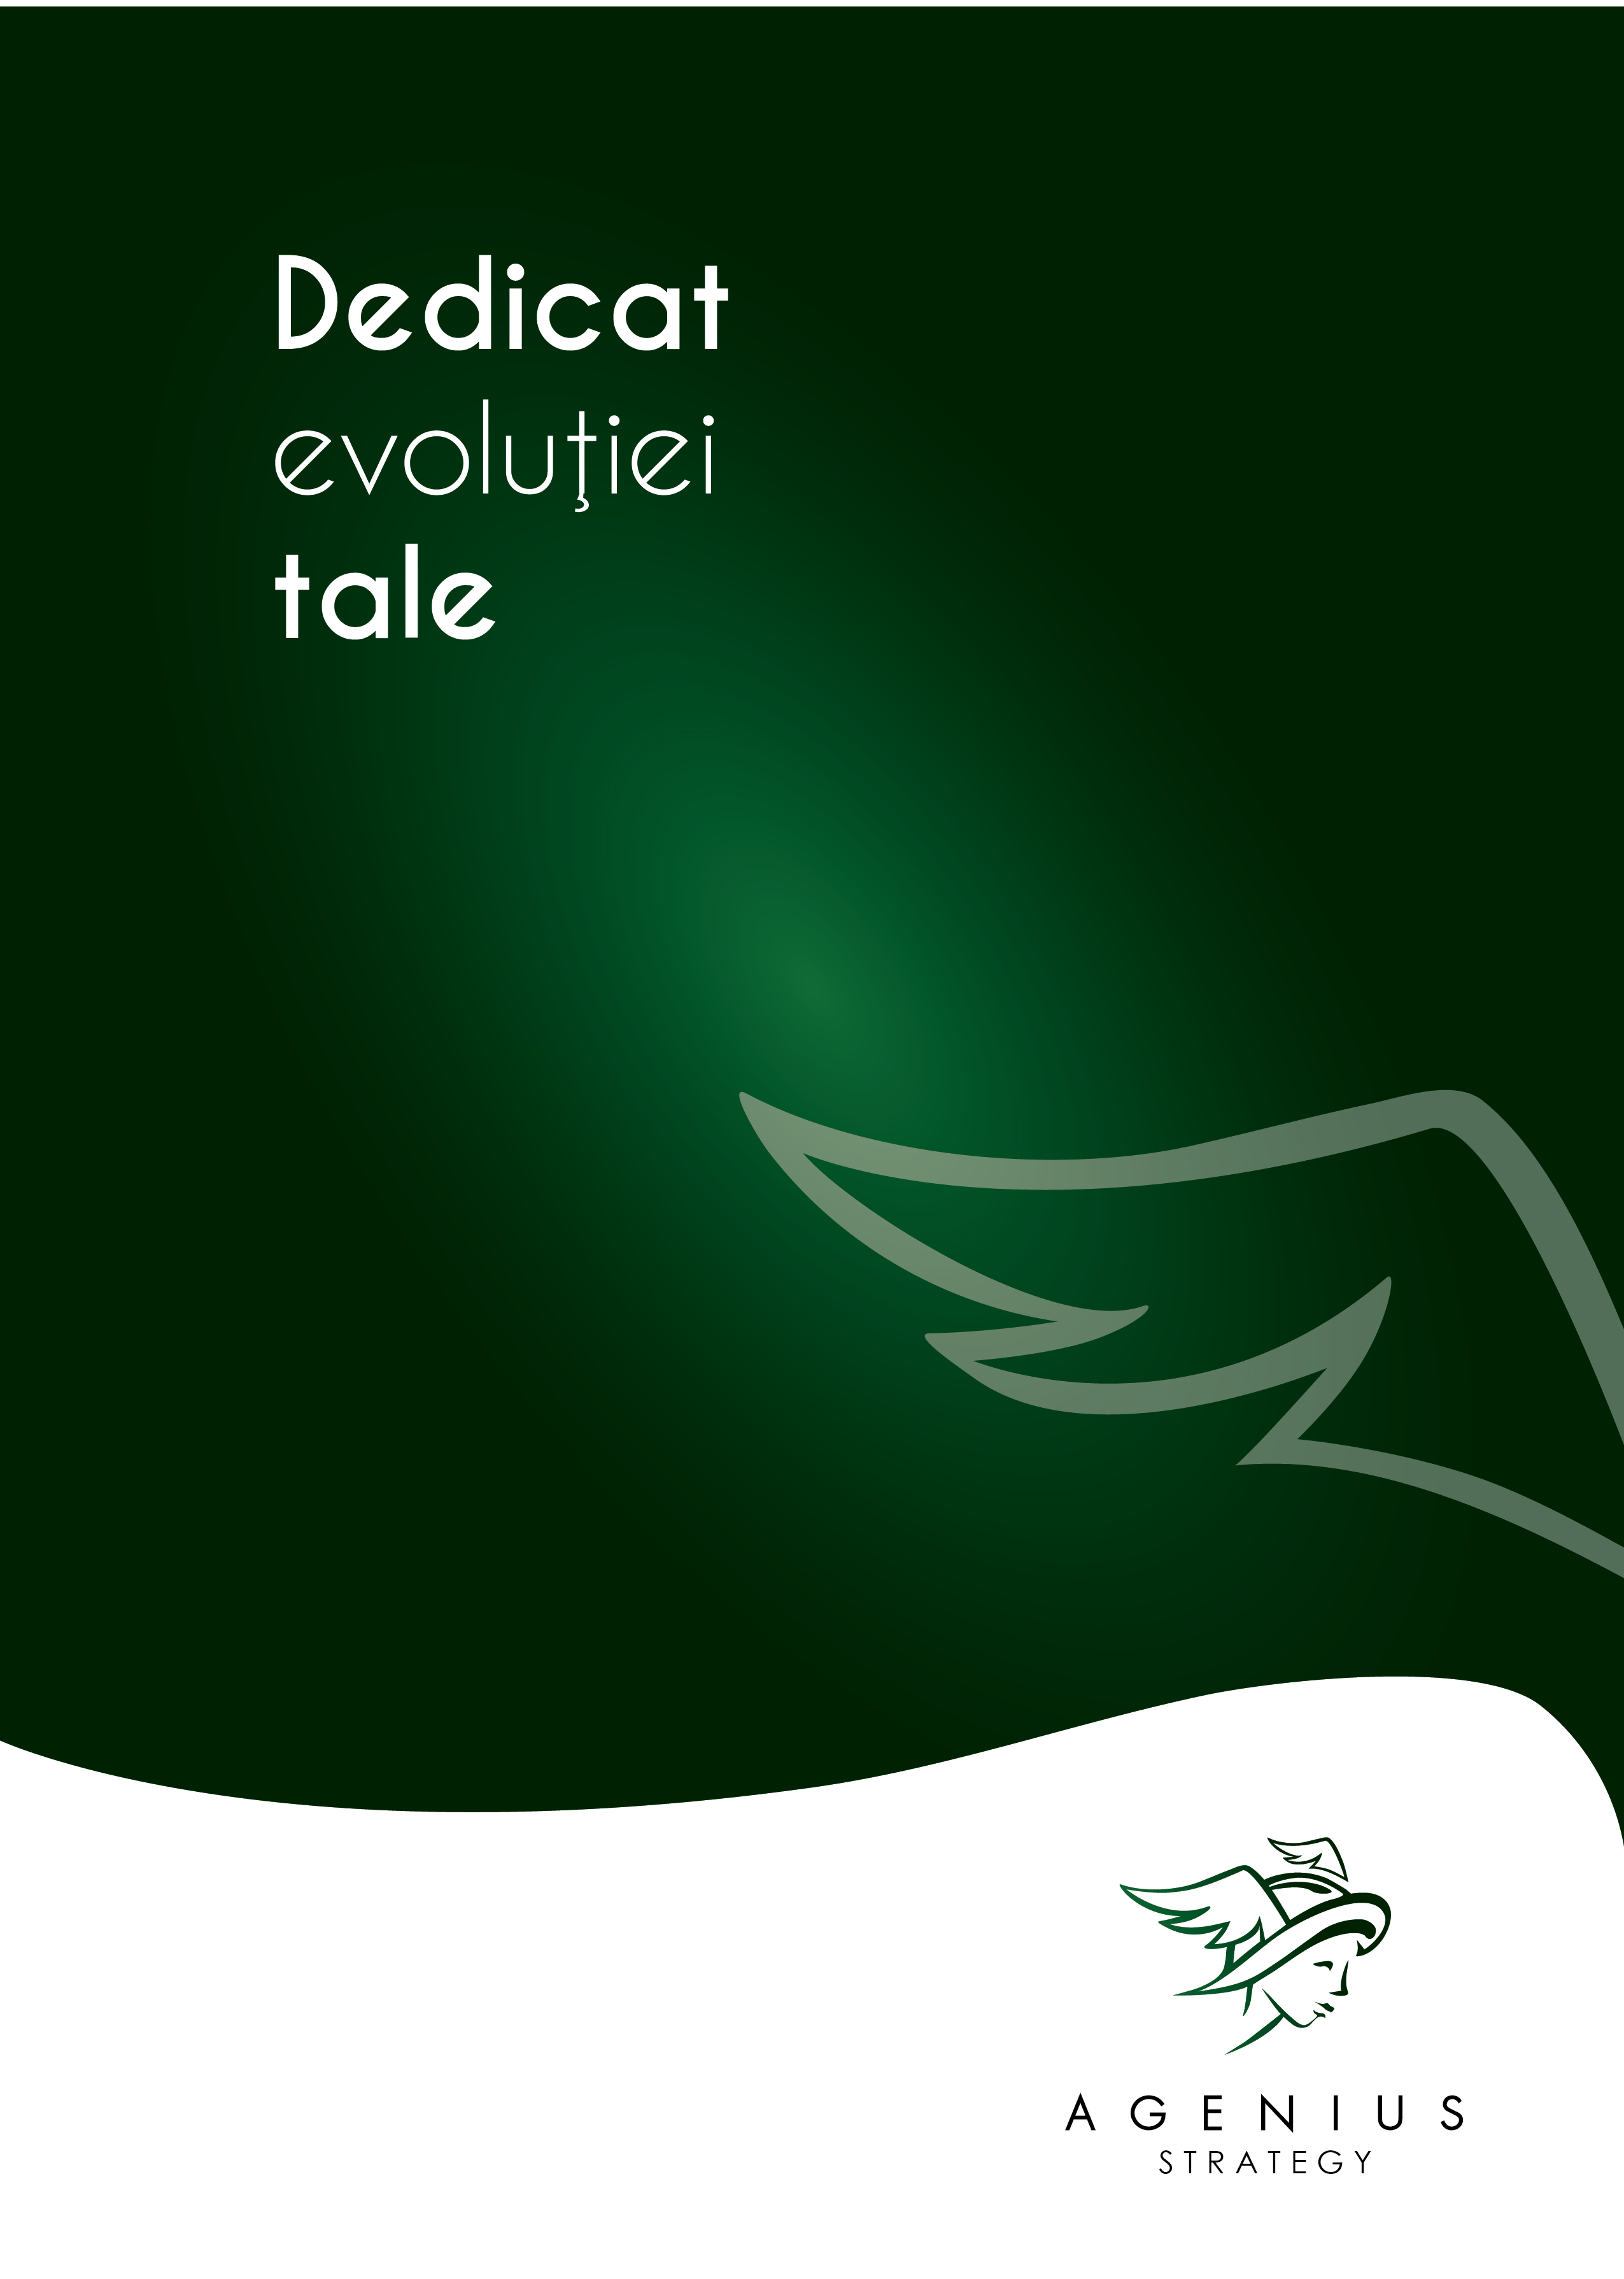 Dedicat
evoluţiei
tale
AGENIUS
STRATEGY